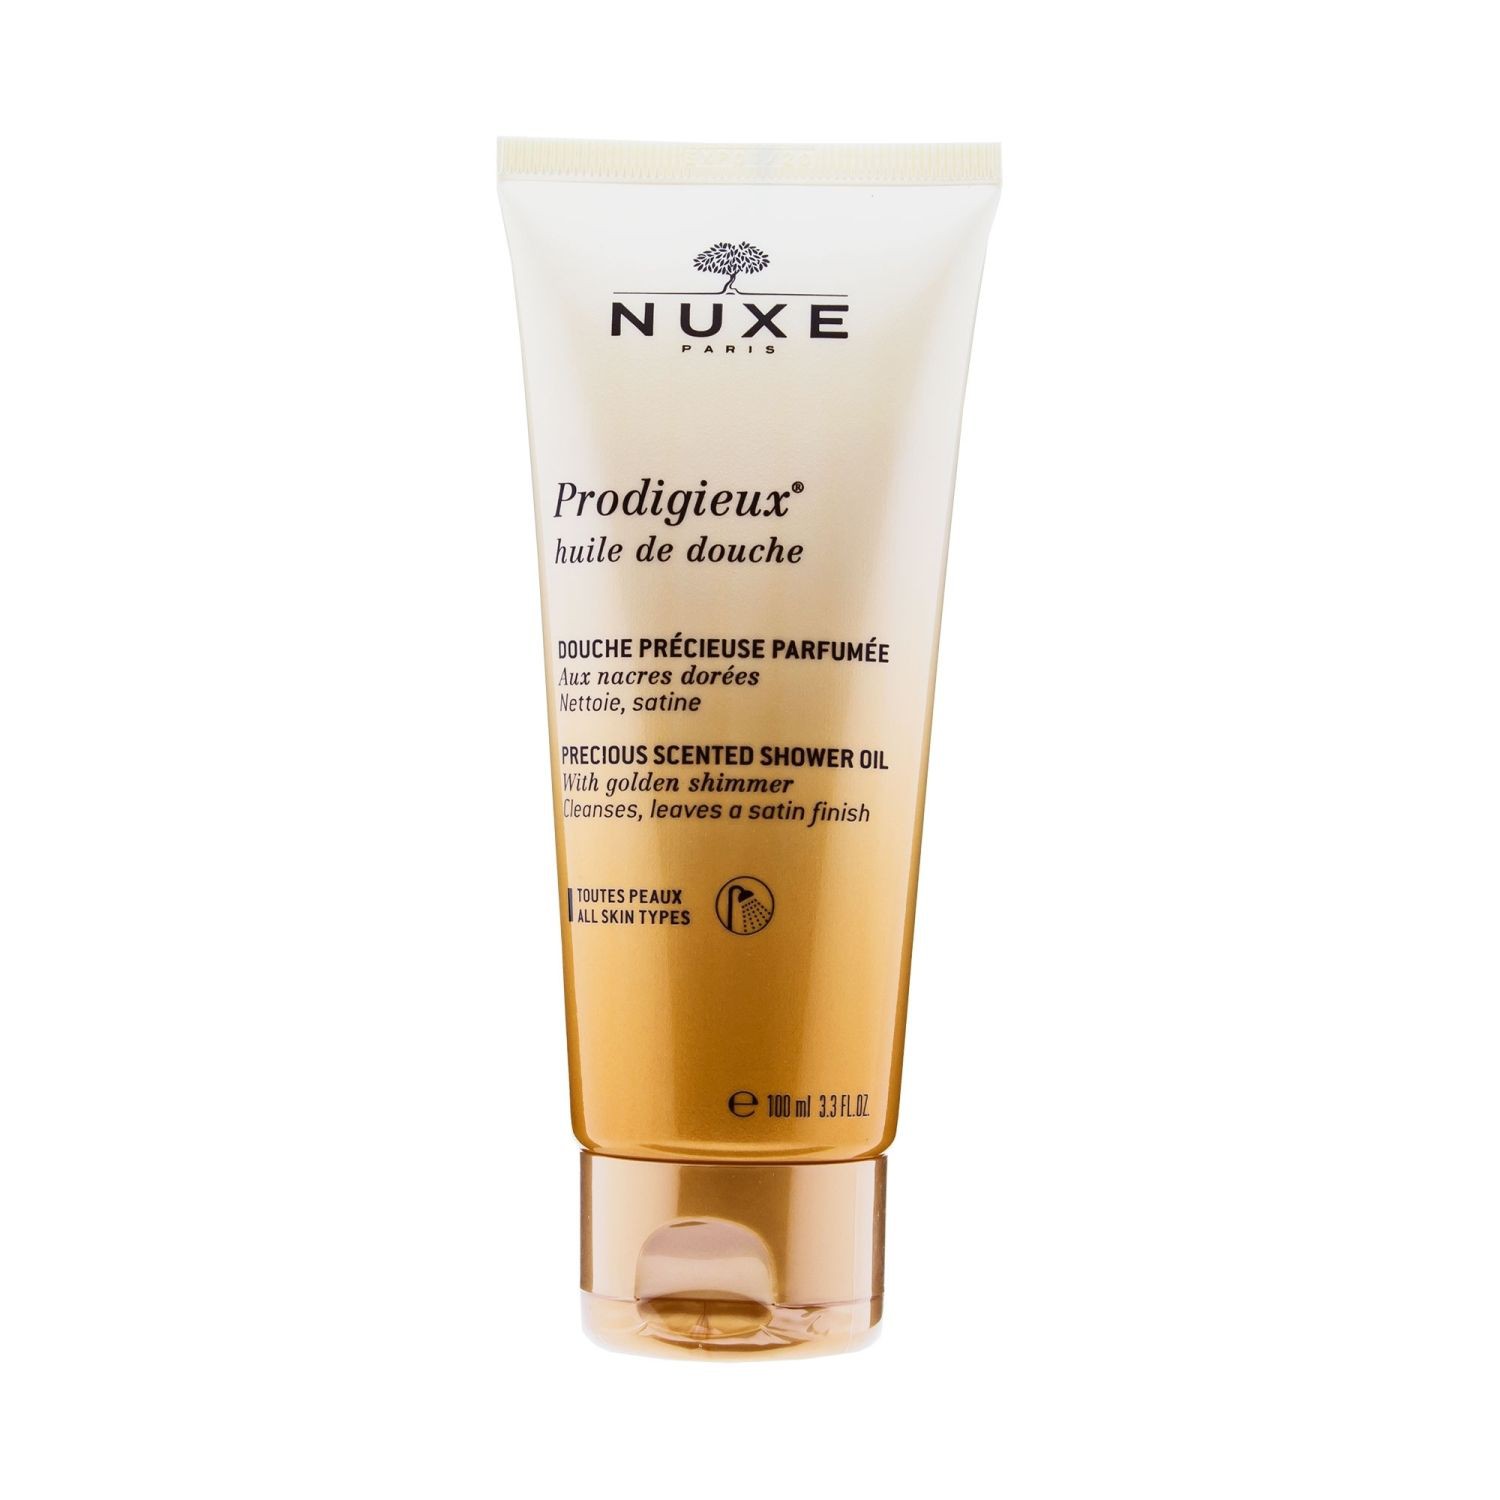 NUXE
PARIS
Prodigieux®
huile de douche
DOUCHE PRÉCIEUSE PARFUMÉE
Aux nacres dorées
Nettoie, satine
PRECIOUS SCENTED SHOWER OIL
With golden shimmer
Cleanses, leaves a satin finish
TOUTES PEAUX
ALL SKIN TYPES
℮ 100 ml 3.3 FL.OZ.